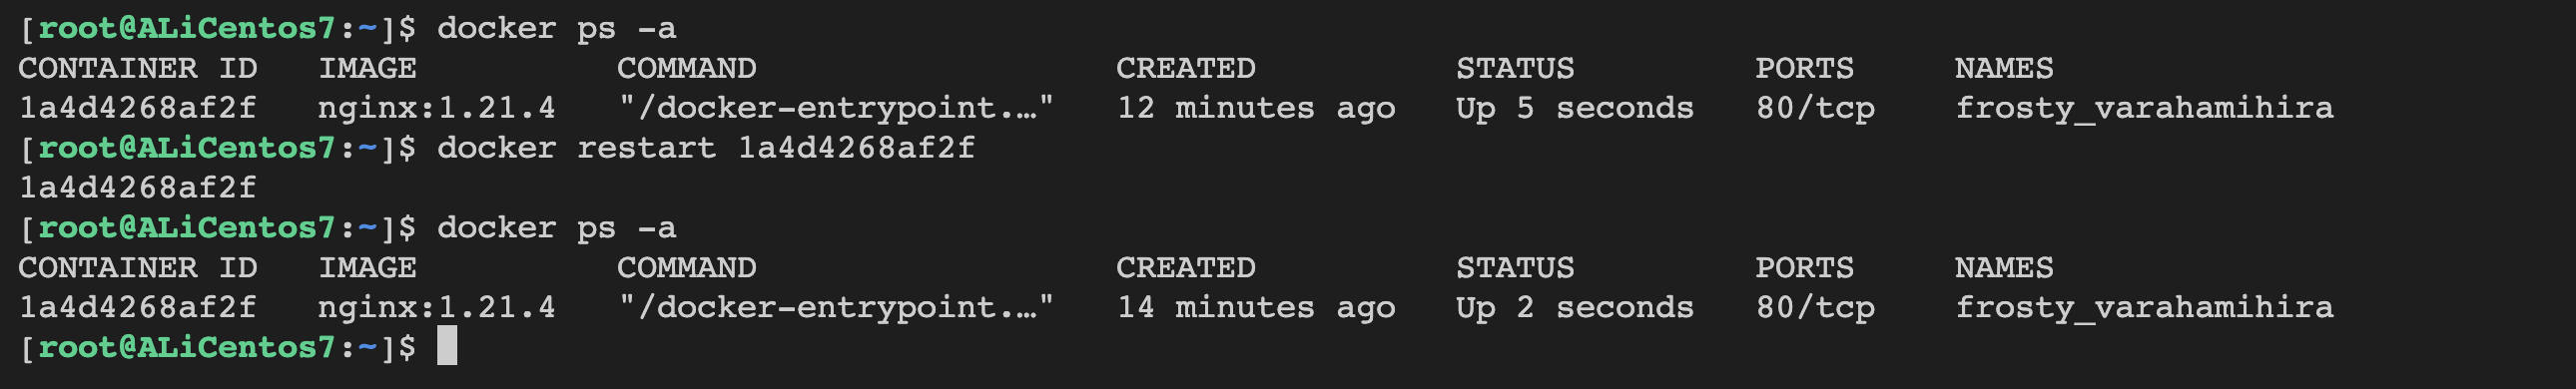 [root@ALiCentos7:~]$ docker ps -a
CONTAINER ID   IMAGE          COMMAND                  CREATED          STATUS         PORTS     NAMES
1a4d4268af2f   nginx:1.21.4   "/docker-entrypoint.…"   12 minutes ago   Up 5 seconds   80/tcp    frosty_varahamihira
[root@ALiCentos7:~]$ docker restart 1a4d4268af2f
1a4d4268af2f
[root@ALiCentos7:~]$ docker ps -a
CONTAINER ID   IMAGE          COMMAND                  CREATED          STATUS         PORTS     NAMES
1a4d4268af2f   nginx:1.21.4   "/docker-entrypoint.…"   14 minutes ago   Up 2 seconds   80/tcp    frosty_varahamihira
[root@ALiCentos7:~]$